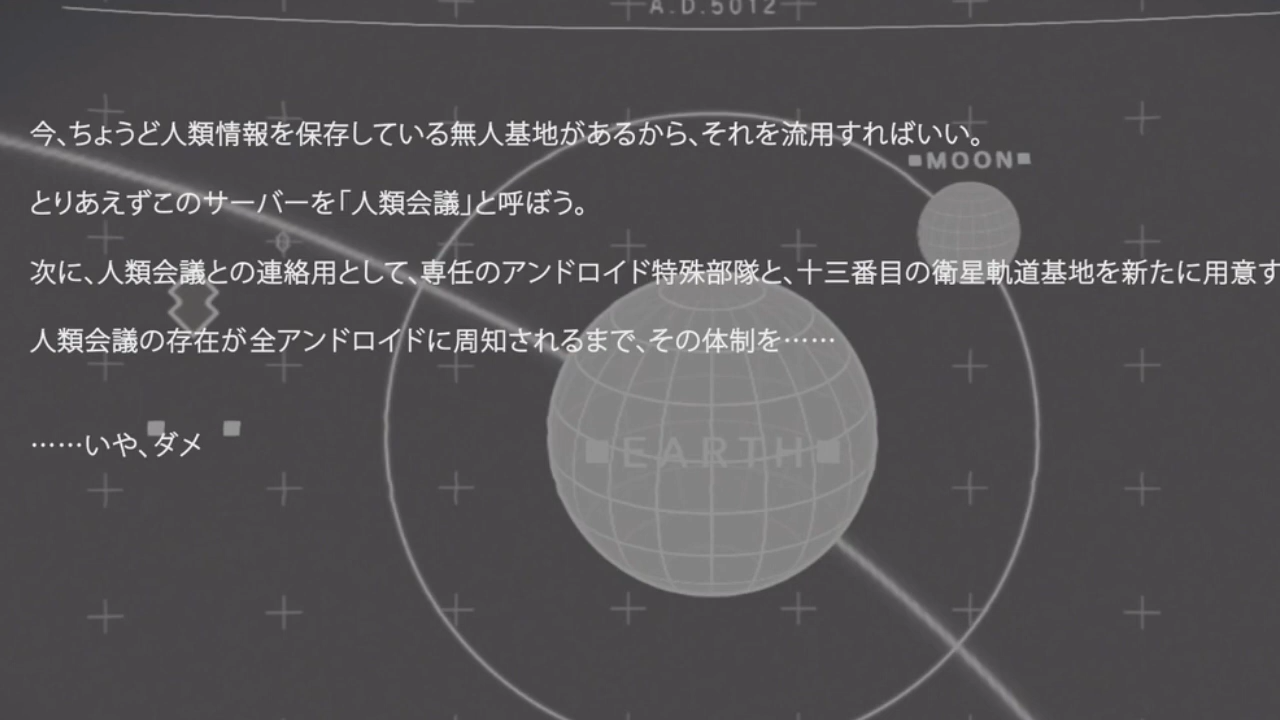 A.D.5012
今、ちょうど人類情報を保存している無人基地があるから、それを流用すればいい。
MOON
とりあえずこのサーバーを「人類会議」と呼ぼう。
次に、人類会議との連絡用として、専任のアンドロイド特殊部隊と、十三番目の衛星軌道基地を新たに用意す
人類会議の存在が全アンドロイドに周知されるまで、その体制を……
……いや、ダメ
EARTH